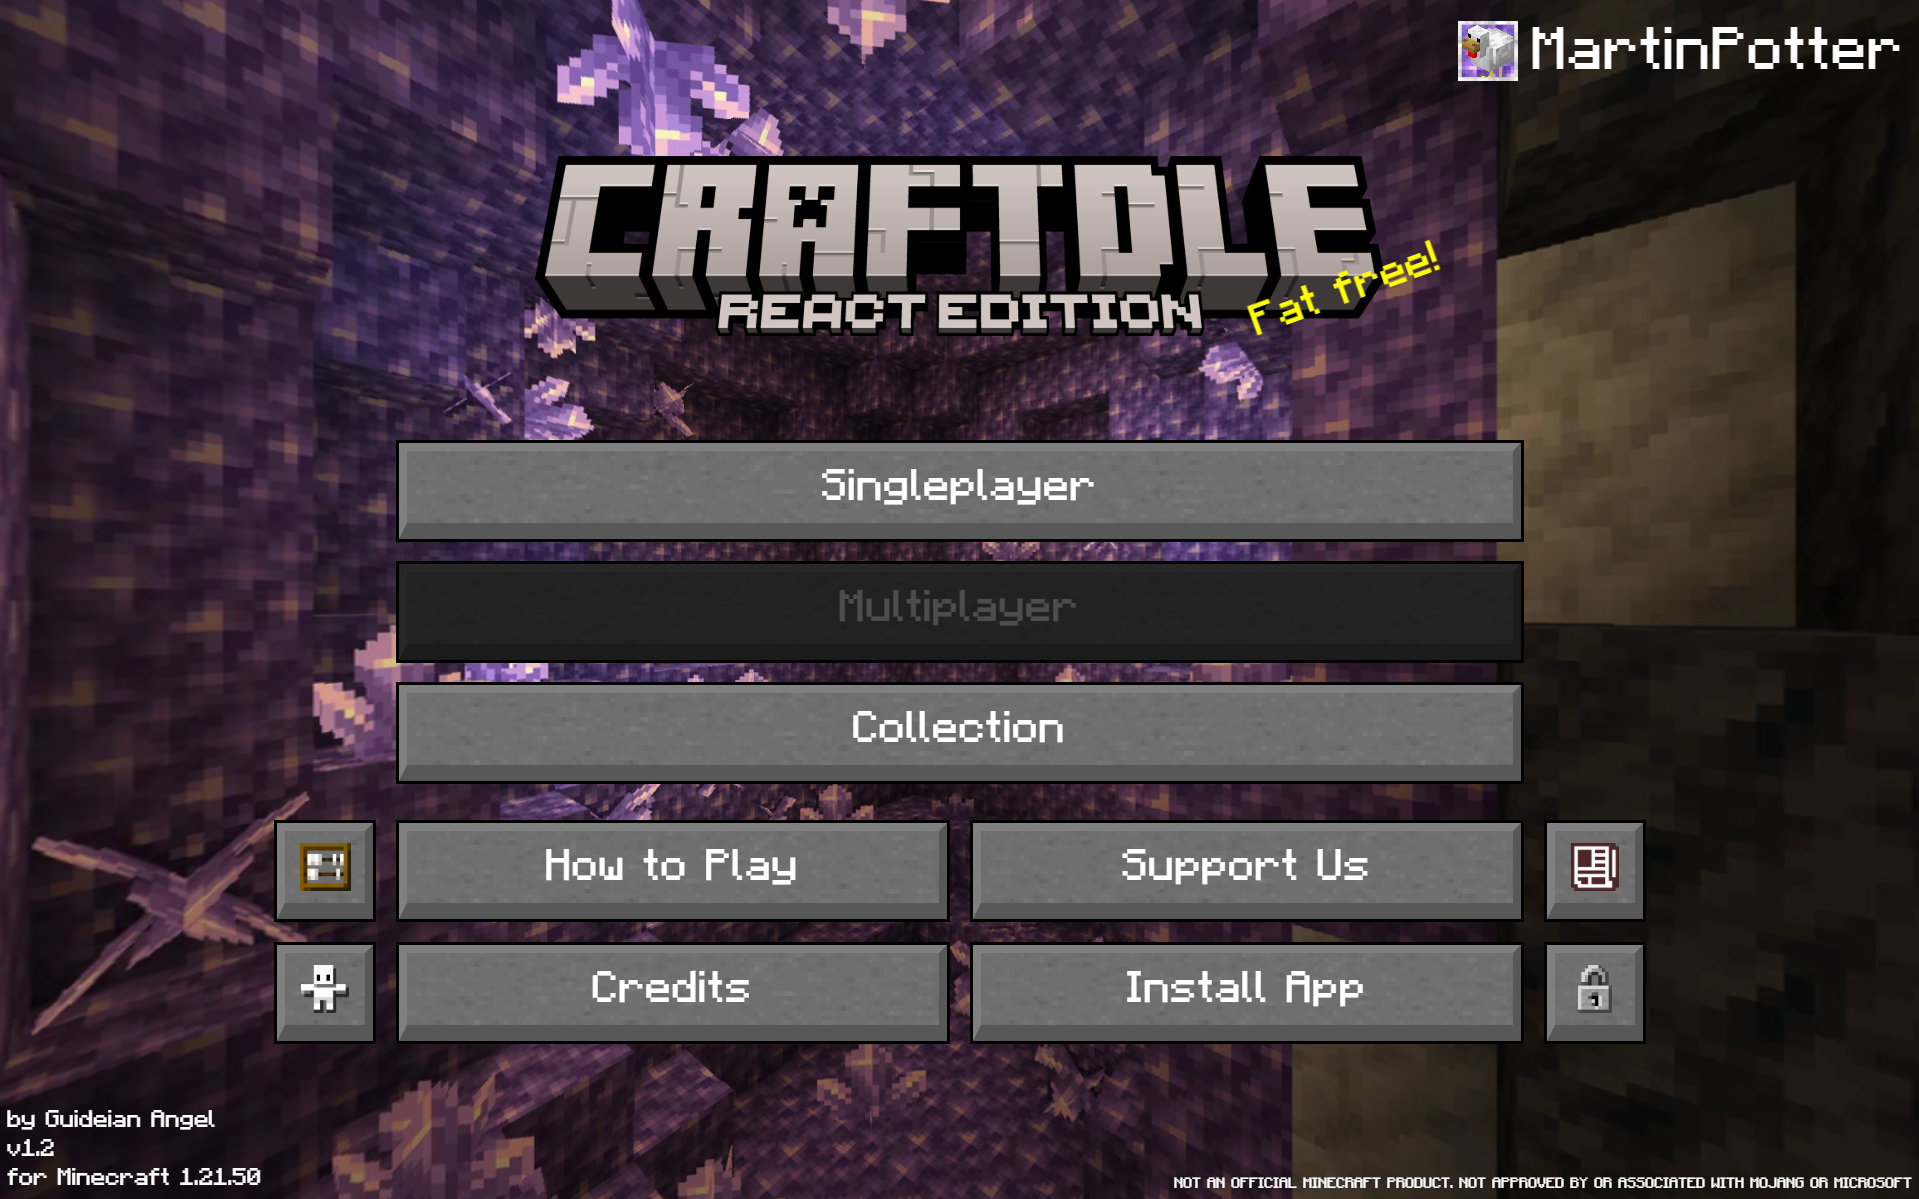 MartinPotter
CRAFTDLE
REACT EDITION
Fat free!
Singleplayer
Multiplayer
Collection
How to Play
Support Us
Credits
Install App
by Guideian Angel
v1.2
for Minecraft 1.21.50
NOT AN OFFICIAL MINECRAFT PRODUCT. NOT APPROVED BY OR ASSOCIATED WITH MOJANG OR MICROSOFT